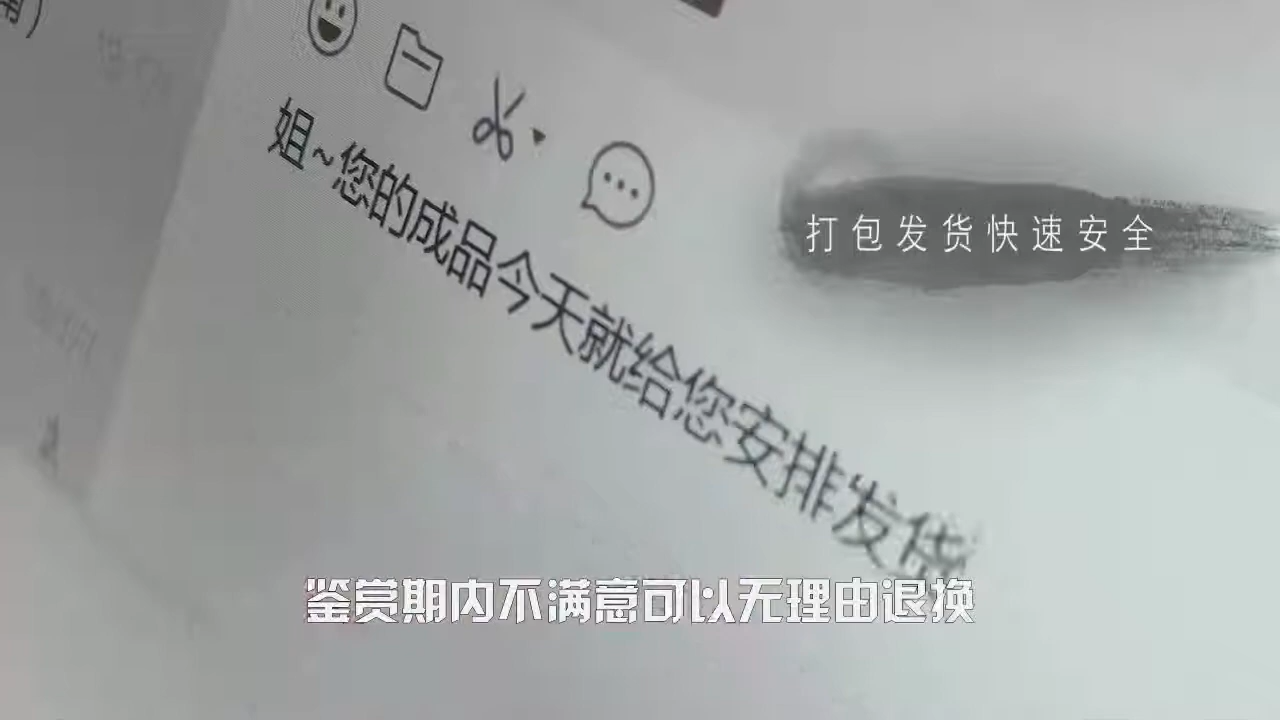 姐~您的成品今天就给您安排发货
打包发货快速安全
鉴赏期内不满意可以无理由退换